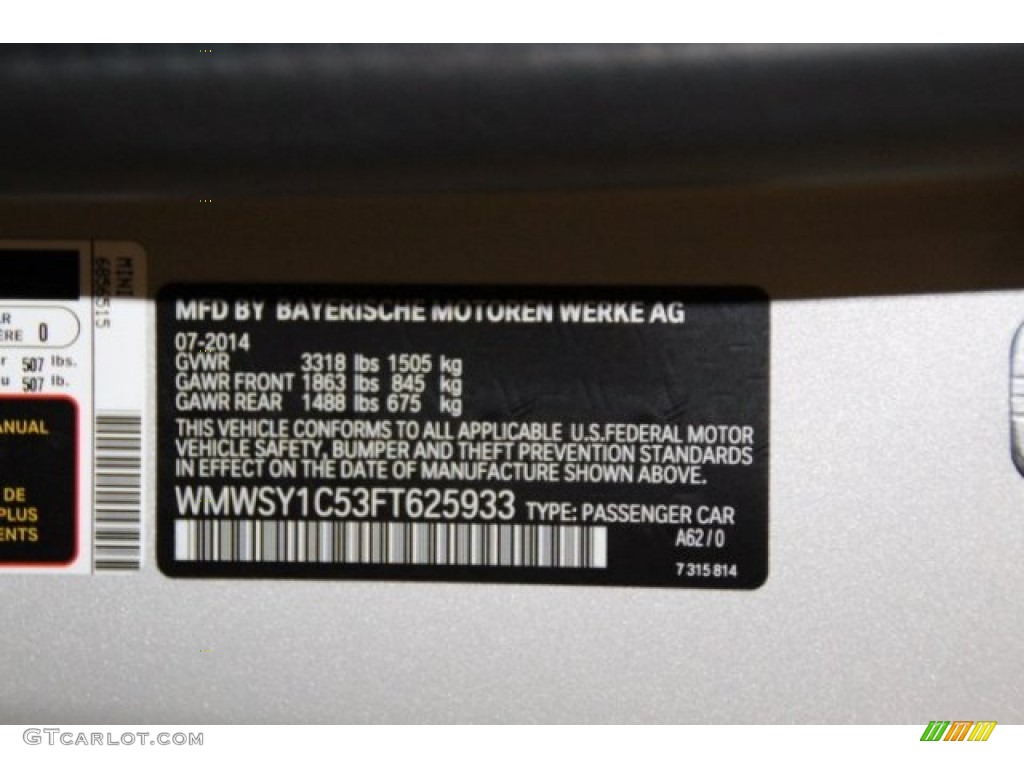 MINI
6856515
0
507 lbs.
507 lb.
DE
MFD BY BAYERISCHE MOTOREN WERKE AG
07-2014
GVWR 3318 lbs 1505 kg
GAWR FRONT 1863 lbs 845 kg
GAWR REAR 1488 lbs 675 kg
THIS VEHICLE CONFORMS TO ALL APPLICABLE U.S.FEDERAL MOTOR
VEHICLE SAFETY, BUMPER AND THEFT PREVENTION STANDARDS
IN EFFECT ON THE DATE OF MANUFACTURE SHOWN ABOVE.
WMWSY1C53FT625933 TYPE: PASSENGER CAR
A62/0
7 315 814
GTCARLOT.COM